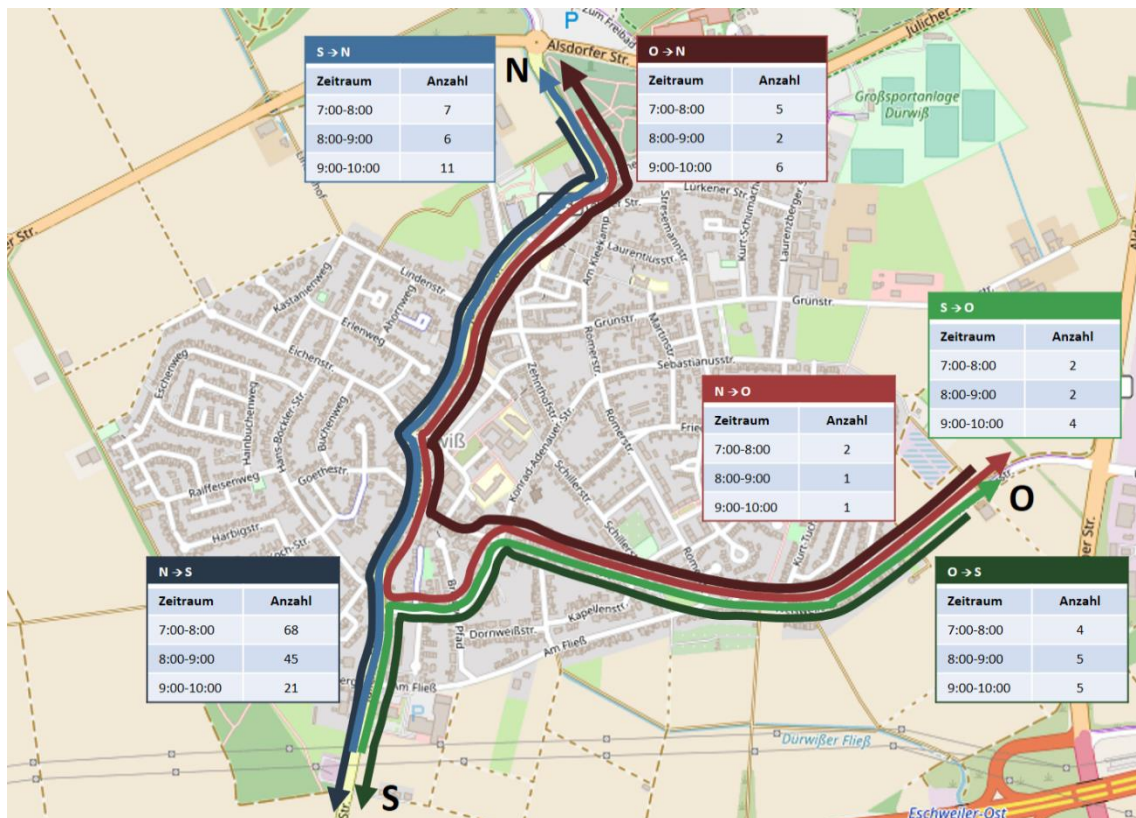 P
Zum Freibad
Alsdorfer Str.
Jülicher Str.
S → N
Zeitraum Anzahl
7:00-8:00 7
8:00-9:00 6
9:00-10:00 11
N
O → N
Zeitraum Anzahl
7:00-8:00 5
8:00-9:00 2
9:00-10:00 6
Großsportanlage
Durwiß
Lürkener Str.
Stresemannstr.
Kurt-Schumacher
Laurenzberger
Am Kleekamp
Laurentiusstr.
Lindenstr.
Kastanienweg
Ahornweg
Erlenweg
Grünstr.
Grünstr.
Römerstr.
Martinstr.
Sebastianusstr.
Eichenstr.
Eschenweg
Hainbuchenweg
Hans-Böcker-Str.
Buchenweg
Zehnthofstr.
Konrad-Adenauer-Str.
S → O
Zeitraum Anzahl
7:00-8:00 2
8:00-9:00 2
9:00-10:00 4
N → O
Zeitraum Anzahl
7:00-8:00 2
8:00-9:00 1
9:00-10:00 1
wiß
Goethestr.
Raiffeisenweg
Harbigstr.
Schillerstr.
Römerstr.
O
N → S
Zeitraum Anzahl
7:00-8:00 68
8:00-9:00 45
9:00-10:00 21
O → S
Zeitraum Anzahl
7:00-8:00 4
8:00-9:00 5
9:00-10:00 5
Kapellenstr.
Dornweißstr.
Am Fließ
Pfad
Am Fließ
P
Durwißer Fließ
S
Str.
Eschweiler-Ost